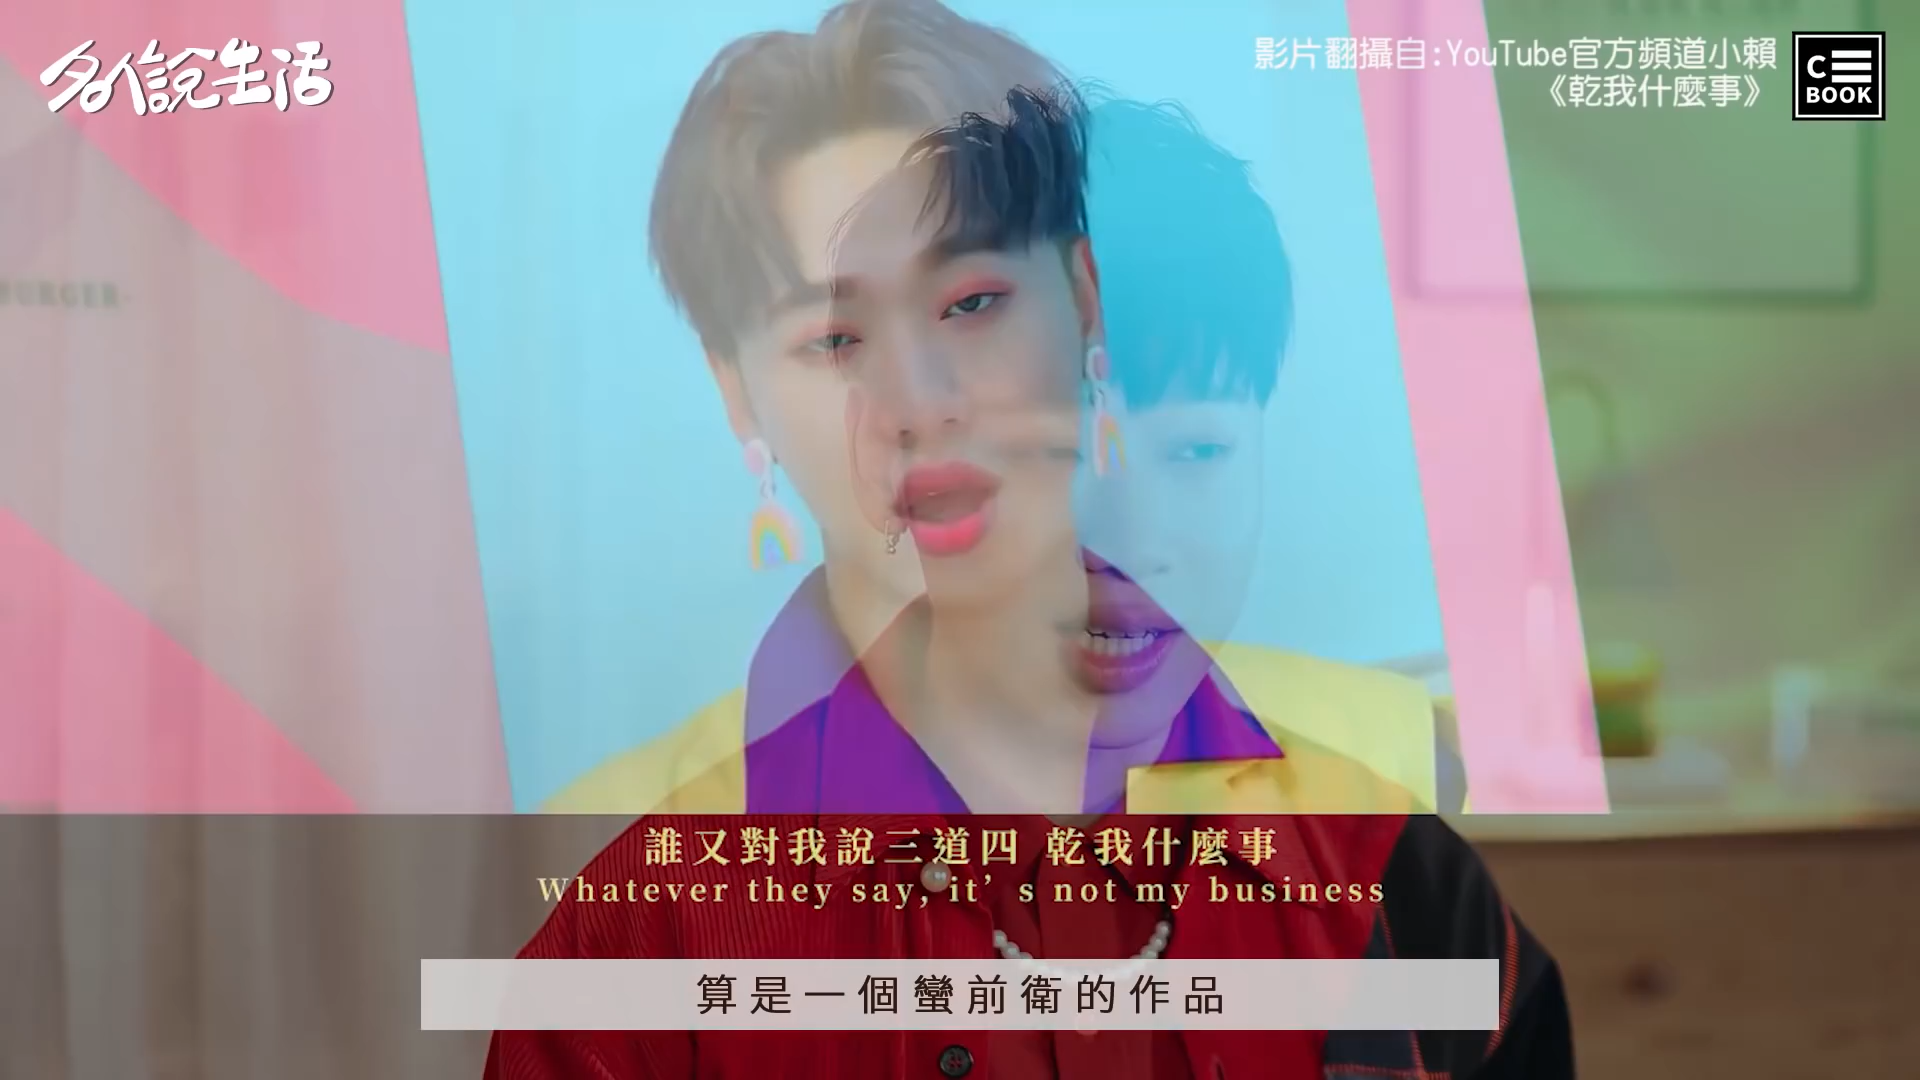 名人說生活
影片翻攝自:YouTube官方頻道小賴
《乾我什麼事》
CEBOOK
BURGER
誰又對我說三道四 乾我什麼事
Whatever they say, it’s not my business
算是一個蠻前衛的作品